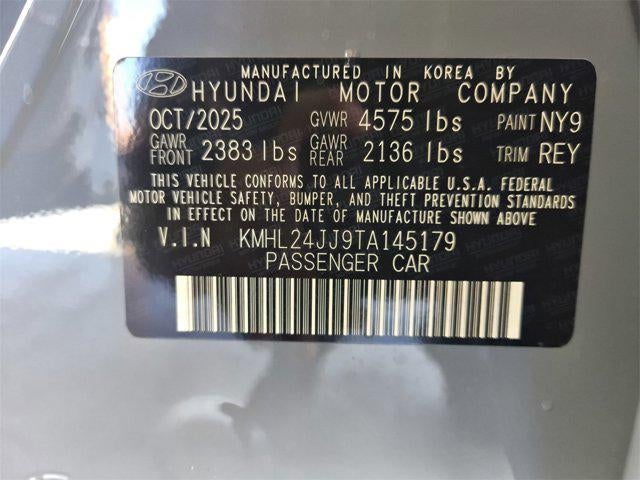 MANUFACTURED IN KOREA BY
HYUNDAI MOTOR COMPANY
OCT/2025 GVWR 4575 lbs PAINT NY9
GAWR FRONT 2383 lbs GAWR REAR 2136 lbs TRIM REY
THIS VEHICLE CONFORMS TO ALL APPLICABLE U.S.A. FEDERAL
MOTOR VEHICLE SAFETY, BUMPER, AND THEFT PREVENTION STANDARDS
IN EFFECT ON THE DATE OF MANUFACTURE SHOWN ABOVE
V.I.N KMHL24JJ9TA145179
PASSENGER CAR